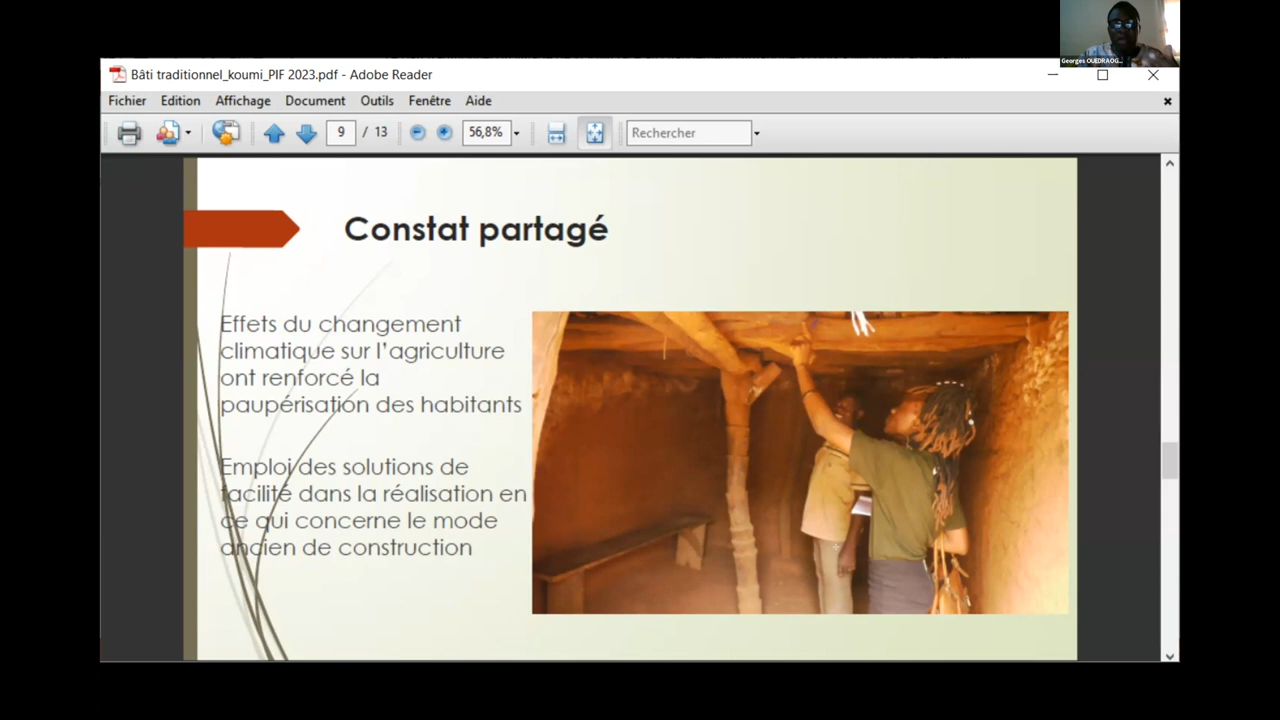 Georges OUEDRAOG...
Bâti traditionnel_koumi_PIF 2023.pdf - Adobe Reader
Fichier Edition Affichage Document Outils Fenêtre Aide
9 / 13 56,8% Rechercher
Constat partagé
Effets du changement
climatique sur l'agriculture
ont renforcé la
paupérisation des habitants
Emploi des solutions de
facilité dans la réalisation en
ce qui concerne le mode
ancien de construction